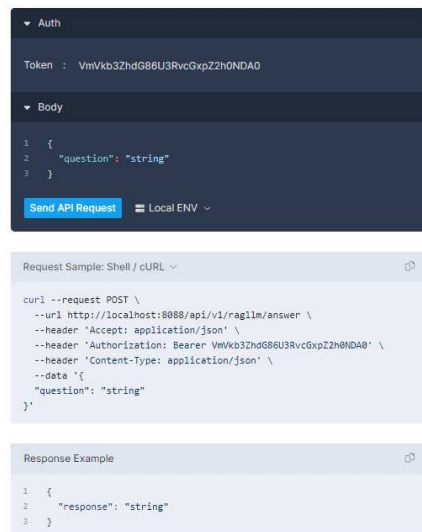 Auth
Token : VmVkb3ZhdG86U3RvcGxpZ2h0NDA0
Body
1 {
2 "question": "string"
3 }
Send API Request Local ENV
Request Sample: Shell / cURL
curl --request POST \
--url http://localhost:8088/api/v1/ragllm/answer \
--header 'Accept: application/json' \
--header 'Authorization: Bearer VmVkb3ZhdG86U3RvcGxpZ2h0NDA0' \
--header 'Content-Type: application/json' \
--data '{
"question": "string"
}'
Response Example
1 {
2 "response": "string"
3 }